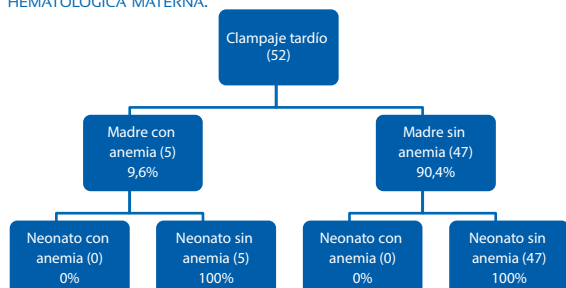 HEMATOLÓGICA MATERNA.
Clampaje tardío
(52)
Madre con
anemia (5)
9,6%
Madre sin
anemia (47)
90,4%
Neonato con
anemia (0)
0%
Neonato sin
anemia (5)
100%
Neonato con
anemia (0)
0%
Neonato sin
anemia (47)
100%